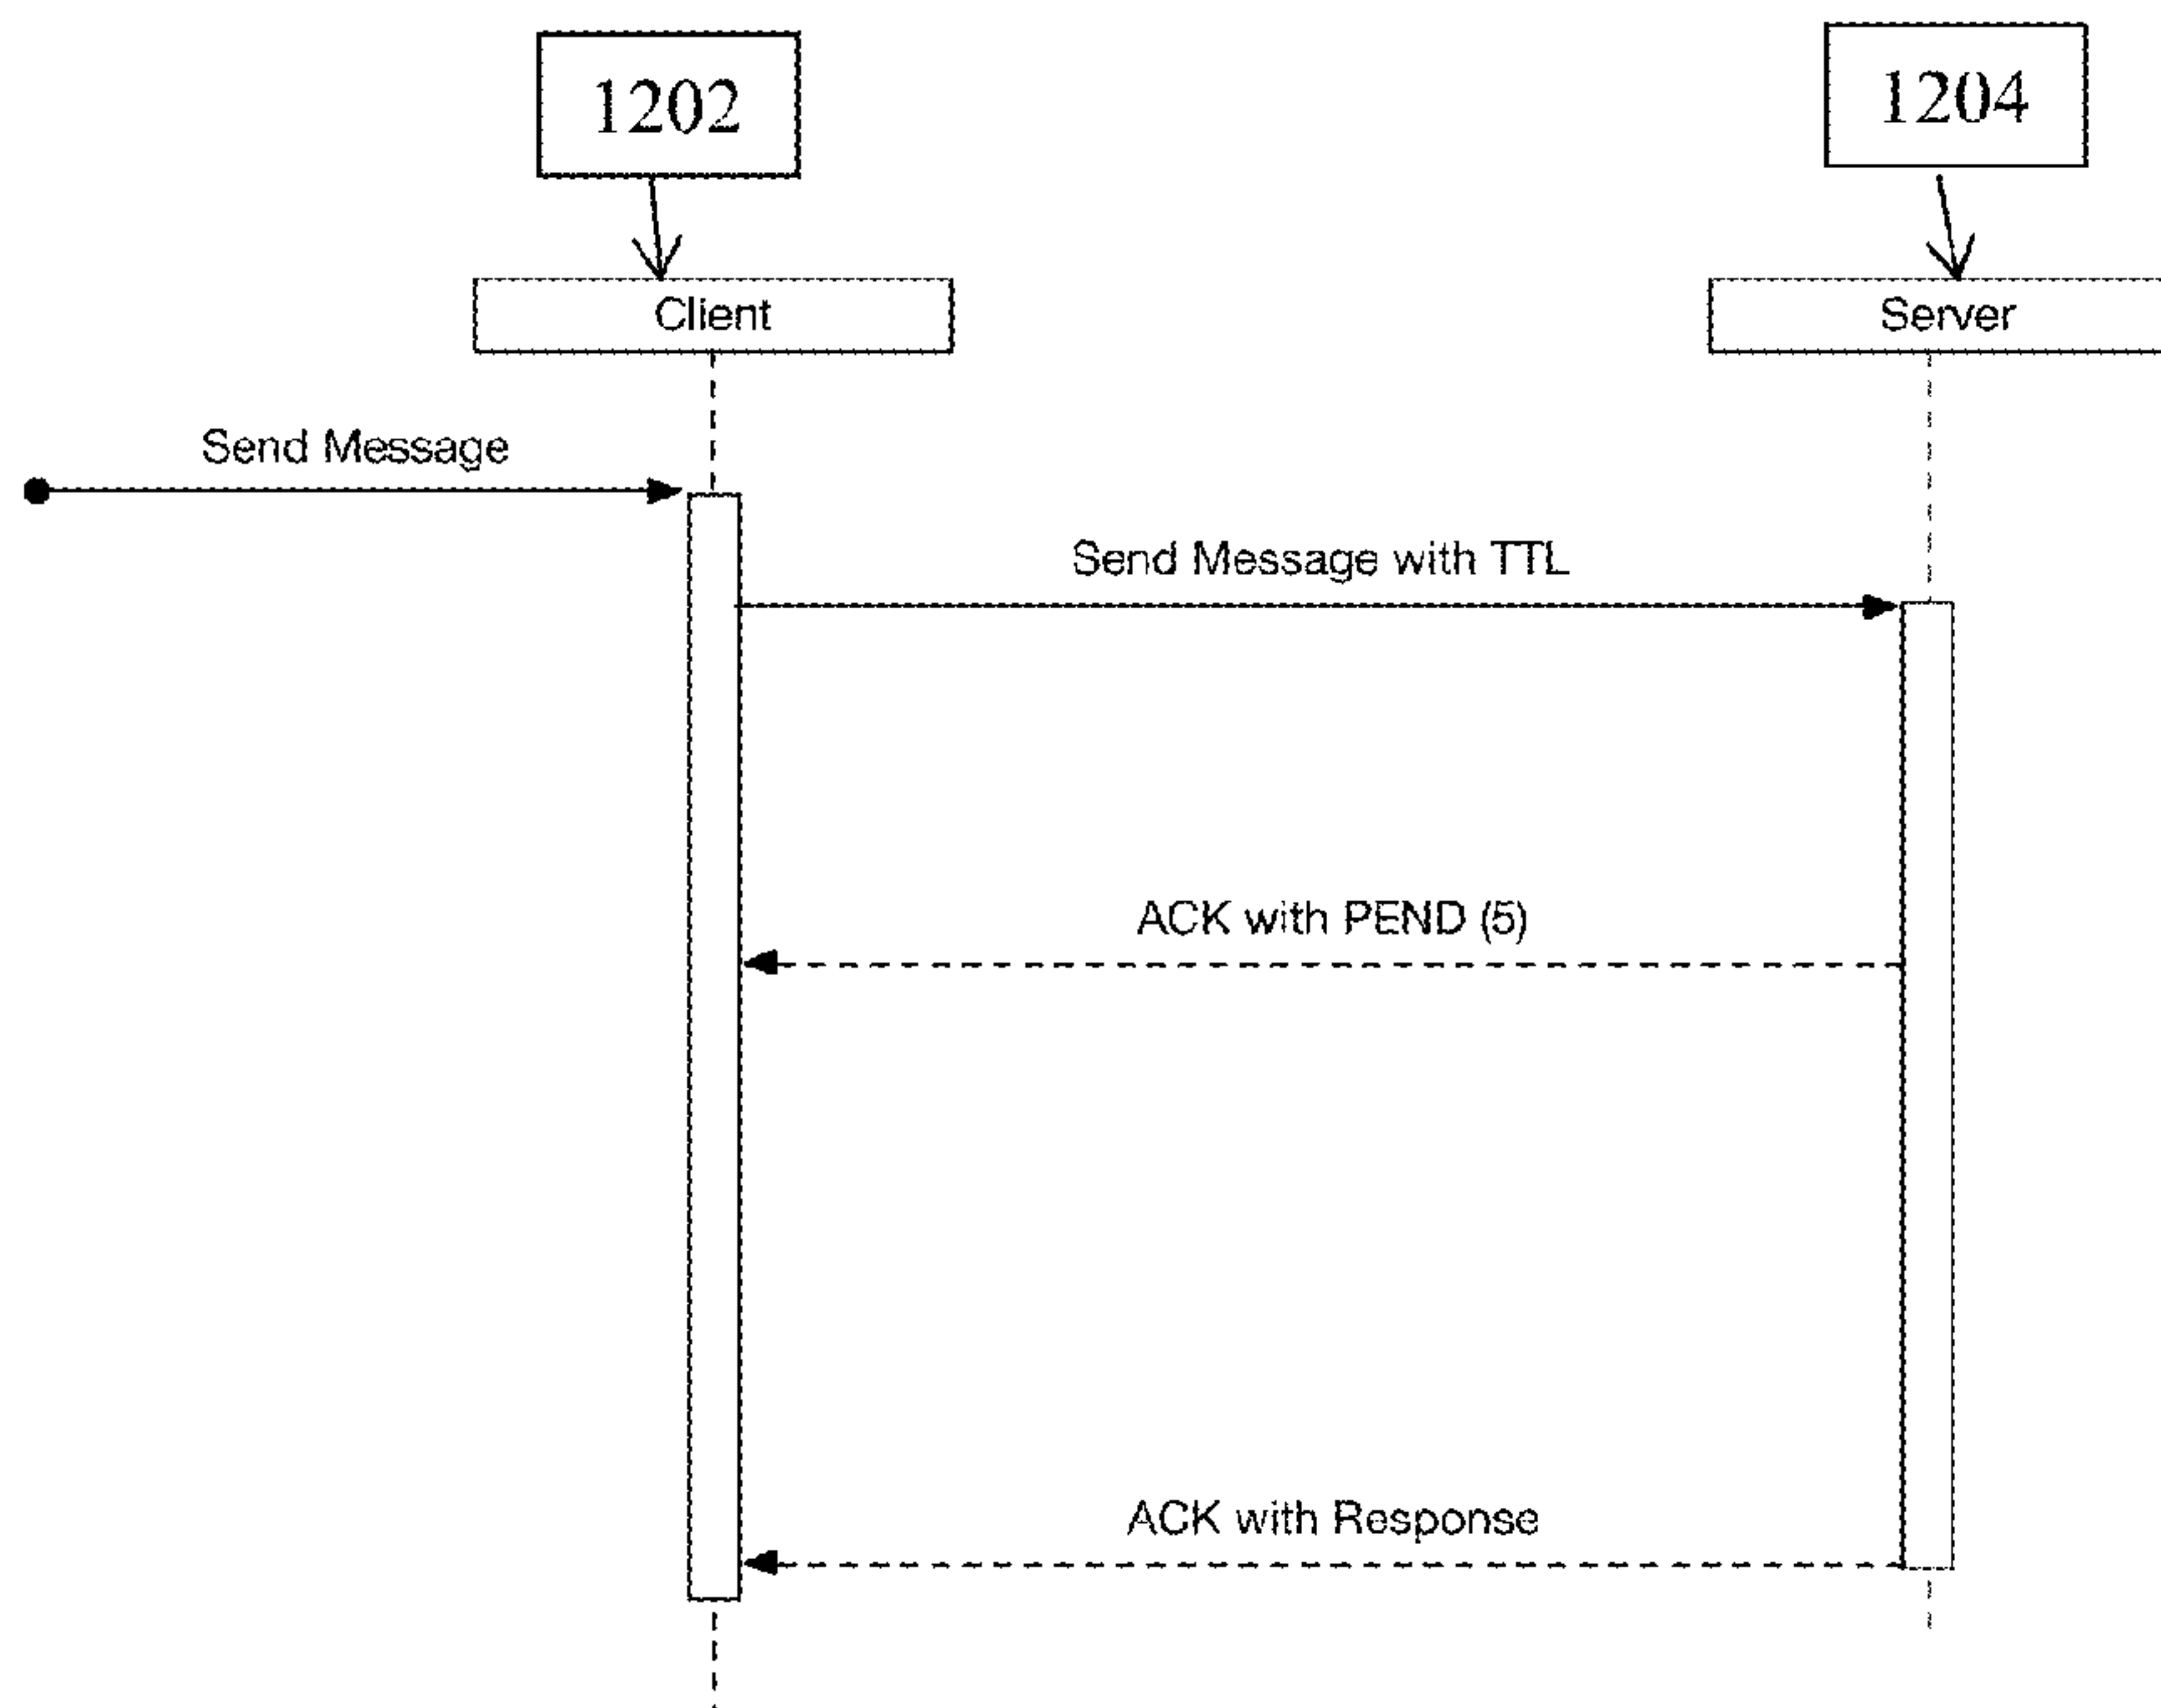 1202
1204
Client
Server
Send Message
Send Message with TTL
ACK with PEND (5)
ACK with Response